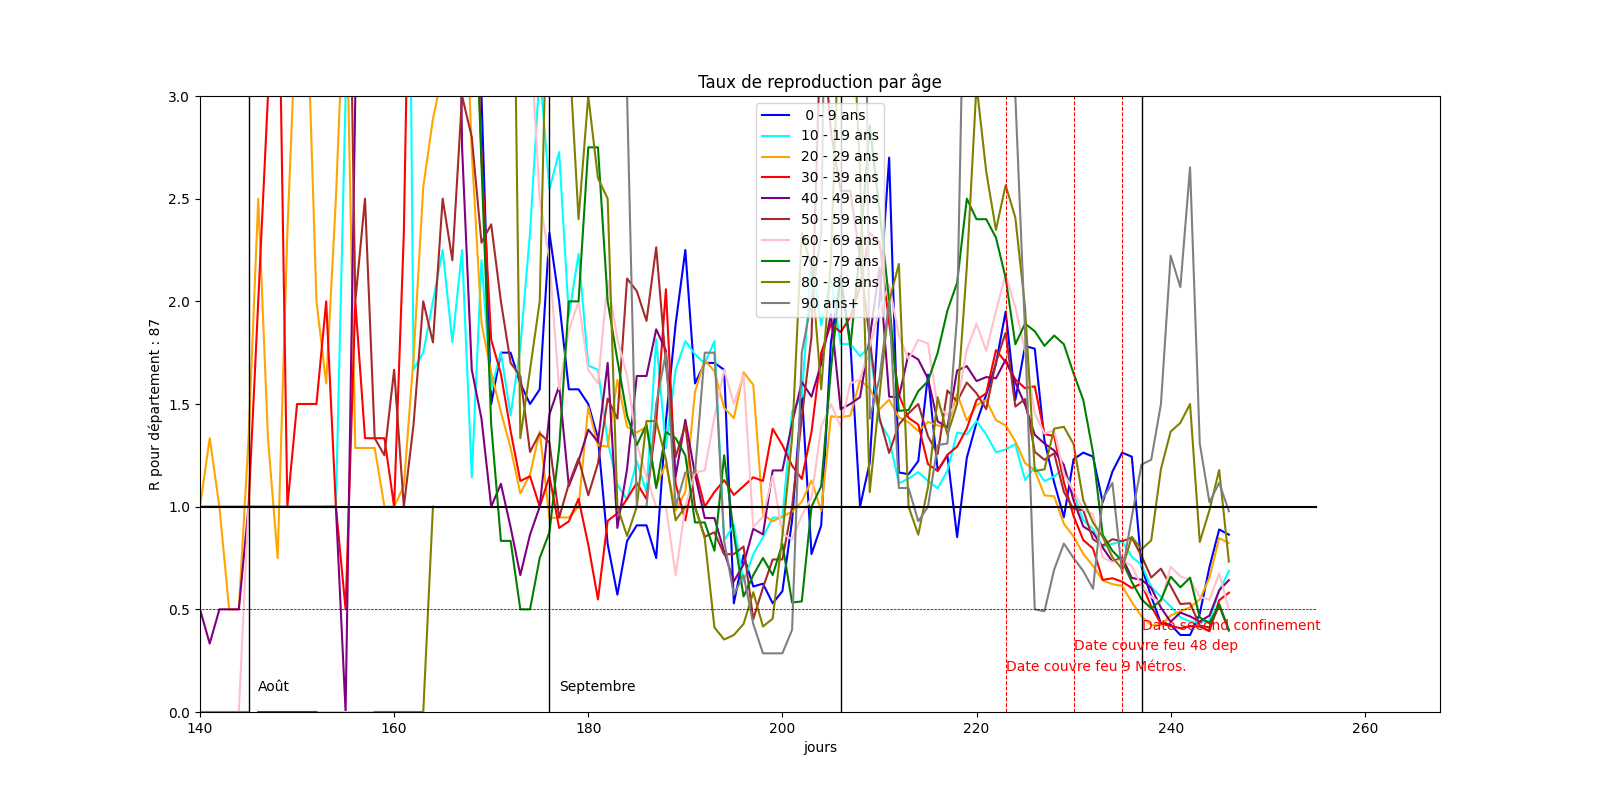 Taux de reproduction par âge
R pour département : 87
3.0
2.5
2.0
1.5
1.0
0.5
0.0
0 - 9 ans
10 - 19 ans
20 - 29 ans
30 - 39 ans
40 - 49 ans
50 - 59 ans
60 - 69 ans
70 - 79 ans
80 - 89 ans
90 ans+
Date second confinement
Date couvre feu 48 dep
Date couvre feu 9 Métros.
Août
Septembre
140
160
180
200
220
240
260
jours